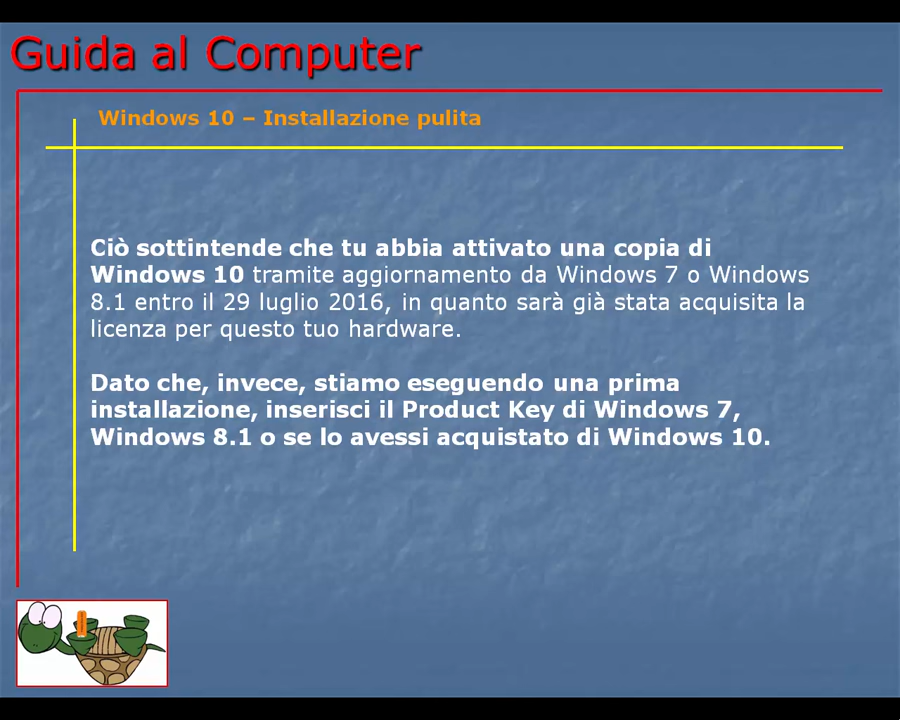 Guida al Computer
Windows 10 – Installazione pulita
Ciò sottintende che tu abbia attivato una copia di
Windows 10 tramite aggiornamento da Windows 7 o Windows
8.1 entro il 29 luglio 2016, in quanto sarà già stata acquisita la
licenza per questo tuo hardware.
Dato che, invece, stiamo eseguendo una prima
installazione, inserisci il Product Key di Windows 7,
Windows 8.1 o se lo avessi acquistato di Windows 10.